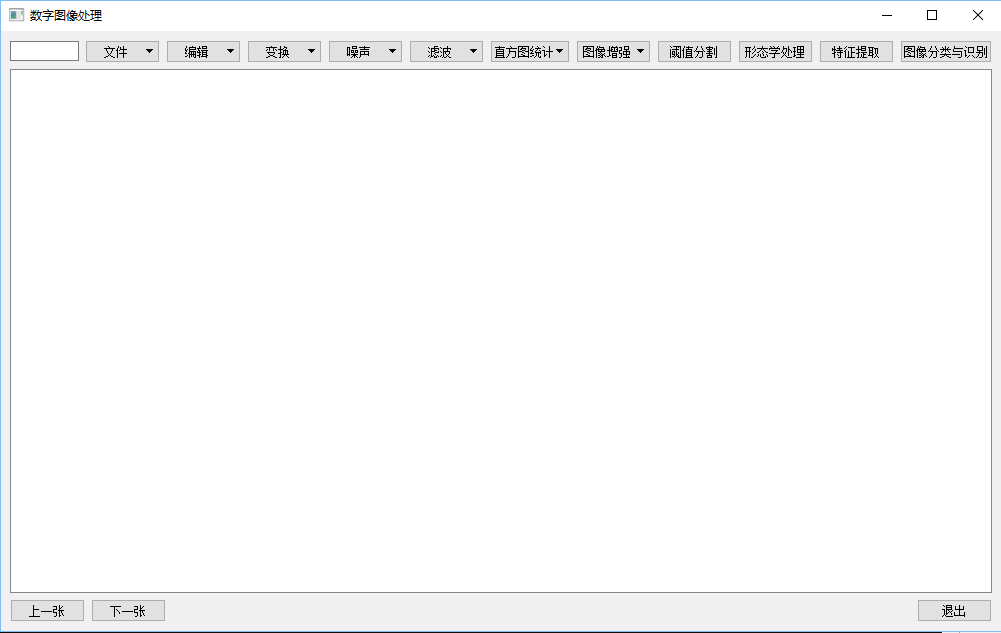 数字图像处理
文件 编辑 变换 噪声 滤波 直方图统计 图像增强 阈值分割 形态学处理 特征提取 图像分类与识别
上一张 下一张 退出